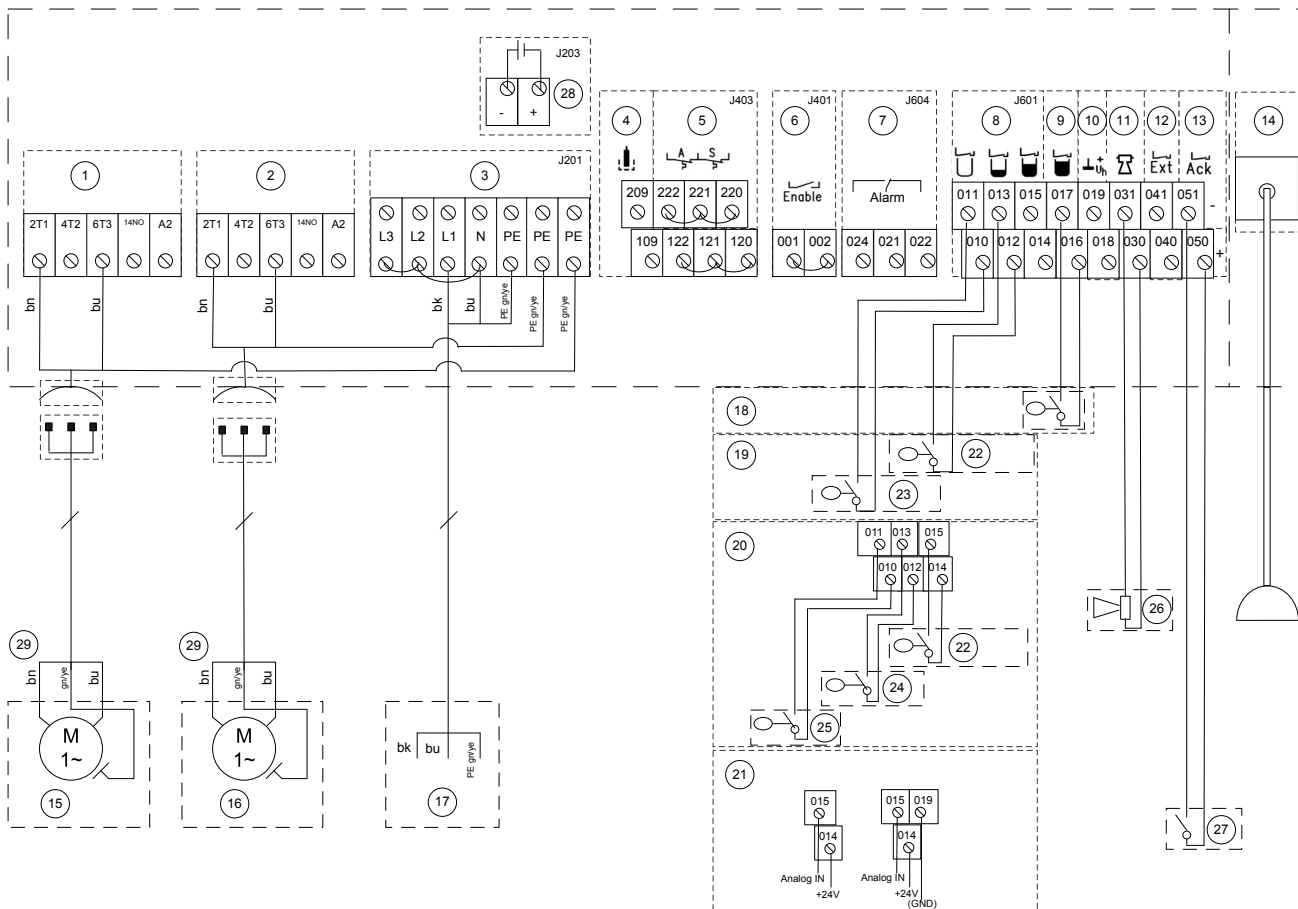 J203
28
- +
J403
J401
J604
J601
4 5 6 7 8 9 10 11 12 13 14
J201
1 2 3
A S
Enable
Alarm
+
Uh
Ext
Ack
209 222 221 220
011 013 015 017 019 031 041 051 -
2T1 4T2 6T3 14NO A2
2T1 4T2 6T3 14NO A2
L3 L2 L1 N PE PE PE
109 122 121 120
001 002
024 021 022
010 012 014 016 018 030 040 050 +
bn bu
bn bu
bk bu PE gn/ye PE gn/ye PE gn/ye
18
19
22
23
20
011 013 015
010 012 014
26
22
29
29
bn gn/ye bu
bn gn/ye bu
24
25
M
1~
M
1~
bk bu PE gn/ye
21
15
16
17
015
014
015 019
014
27
Analog IN
+24V
Analog IN
+24V
(GND)